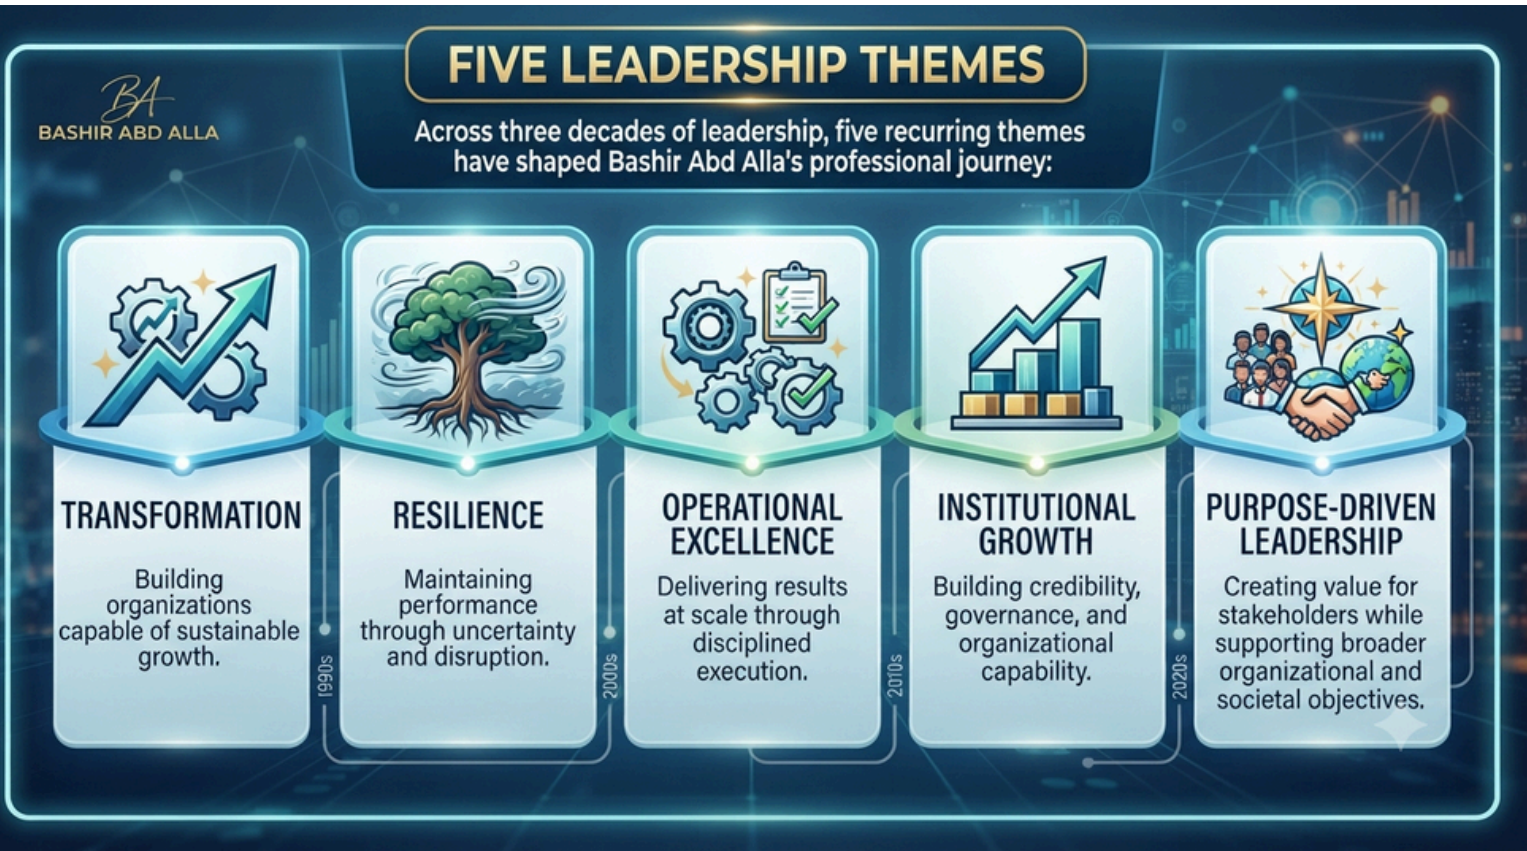 FIVE LEADERSHIP THEMES
BA
BASHIR ABD ALLA
Across three decades of leadership, five recurring themes
have shaped Bashir Abd Alla's professional journey:
TRANSFORMATION
Building
organizations
capable of sustainable
growth.
1990s
RESILIENCE
Maintaining
performance
through uncertainty
and disruption.
2000s
OPERATIONAL
EXCELLENCE
Delivering results
at scale through
disciplined
execution.
2010s
INSTITUTIONAL
GROWTH
Building credibility,
governance, and
organizational
capability.
2020s
PURPOSE-DRIVEN
LEADERSHIP
Creating value for
stakeholders while
supporting broader
organizational and
societal objectives.